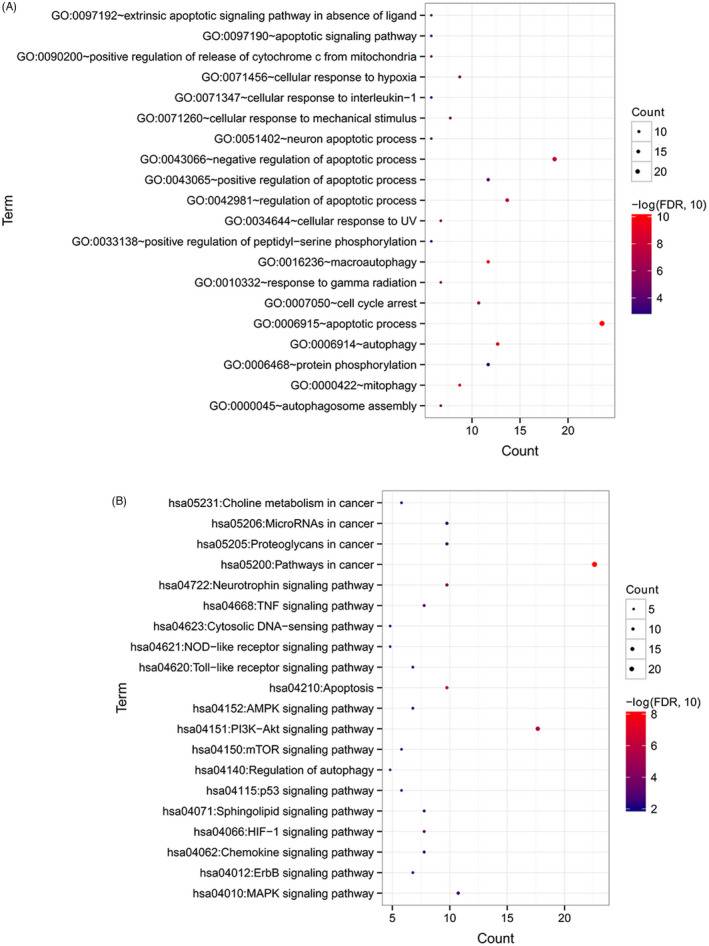 (A)
GO:0097192~extrinsic apoptotic signaling pathway in absence of ligand
GO:0097190~apoptotic signaling pathway
GO:0090200~positive regulation of release of cytochrome c from mitochondria
GO:0071456~cellular response to hypoxia
GO:0071347~cellular response to interleukin−1
GO:0071260~cellular response to mechanical stimulus
GO:0051402~neuron apoptotic process
GO:0043066~negative regulation of apoptotic process
GO:0043065~positive regulation of apoptotic process
GO:0042981~regulation of apoptotic process
GO:0034644~cellular response to UV
GO:0033138~positive regulation of peptidyl−serine phosphorylation
GO:0016236~macroautophagy
GO:0010332~response to gamma radiation
GO:0007050~cell cycle arrest
GO:0006915~apoptotic process
GO:0006914~autophagy
GO:0006468~protein phosphorylation
GO:0000422~mitophagy
GO:0000045~autophagosome assembly
Term
10 15 20
Count
Count
10
15
20
−log(FDR, 10)
10
8
6
4
(B)
hsa05231:Choline metabolism in cancer
hsa05206:MicroRNAs in cancer
hsa05205:Proteoglycans in cancer
hsa05200:Pathways in cancer
hsa04722:Neurotrophin signaling pathway
hsa04668:TNF signaling pathway
hsa04623:Cytosolic DNA−sensing pathway
hsa04621:NOD−like receptor signaling pathway
hsa04620:Toll−like receptor signaling pathway
hsa04210:Apoptosis
hsa04152:AMPK signaling pathway
hsa04151:PI3K−Akt signaling pathway
hsa04150:mTOR signaling pathway
hsa04140:Regulation of autophagy
hsa04115:p53 signaling pathway
hsa04071:Sphingolipid signaling pathway
hsa04066:HIF−1 signaling pathway
hsa04062:Chemokine signaling pathway
hsa04012:ErbB signaling pathway
hsa04010:MAPK signaling pathway
Term
5 10 15 20
Count
Count
5
10
15
20
−log(FDR, 10)
8
6
4
2